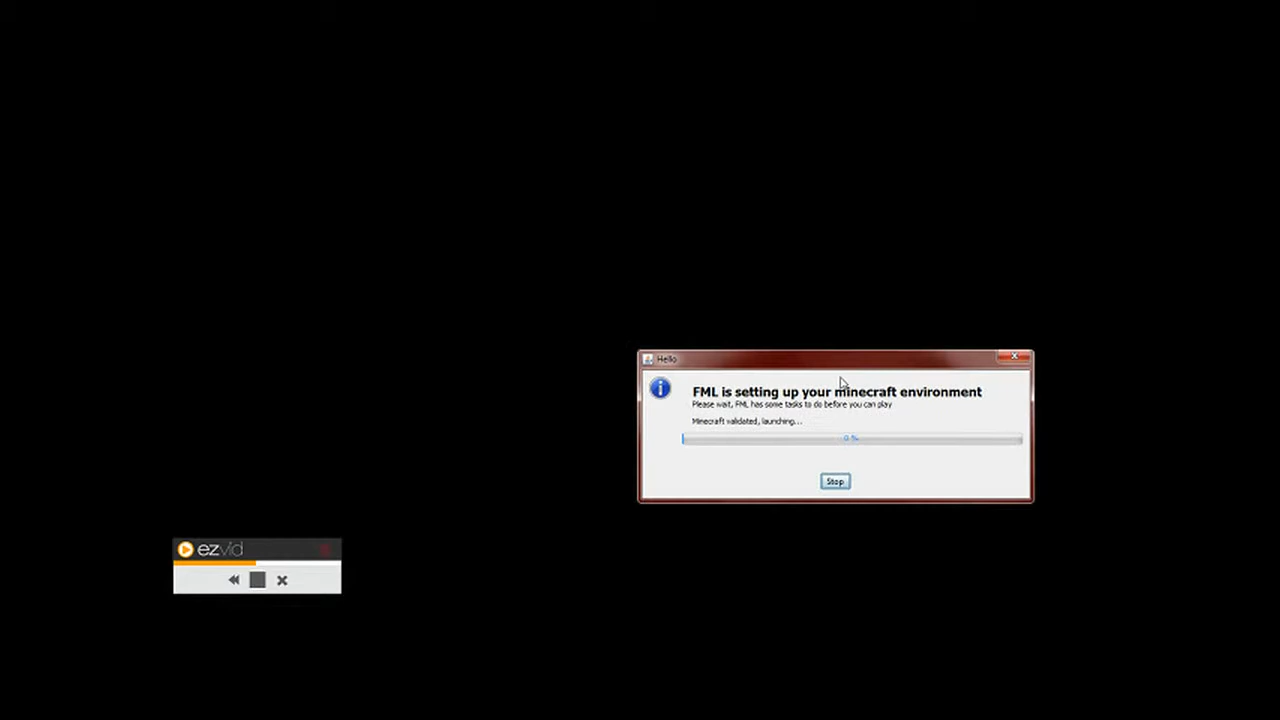 Hello
FML is setting up your minecraft environment
Please wait, FML has some tasks to do before you can play
Minecraft validated, launching...
0 %
Stop
ezvid